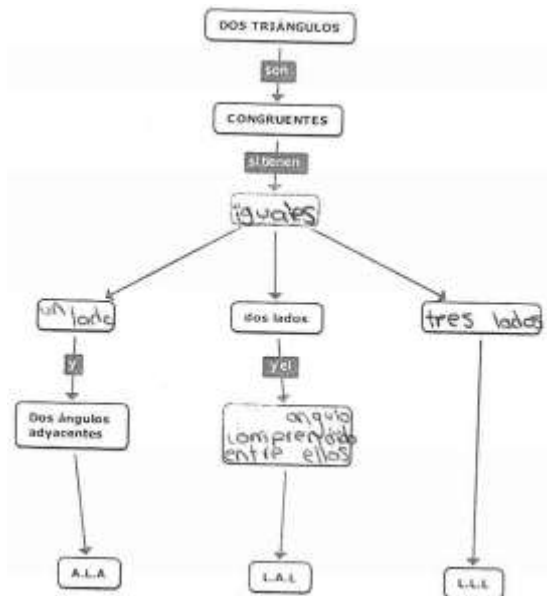 DOS TRIÁNGULOS
son
CONGRUENTES
si tienen
iguales
un lado
dos lados
tres lados
y
y el
Dos ángulos
adyacentes
angulo
comprendido
entre ellos
A.L.A
L.A.L
L.L.L